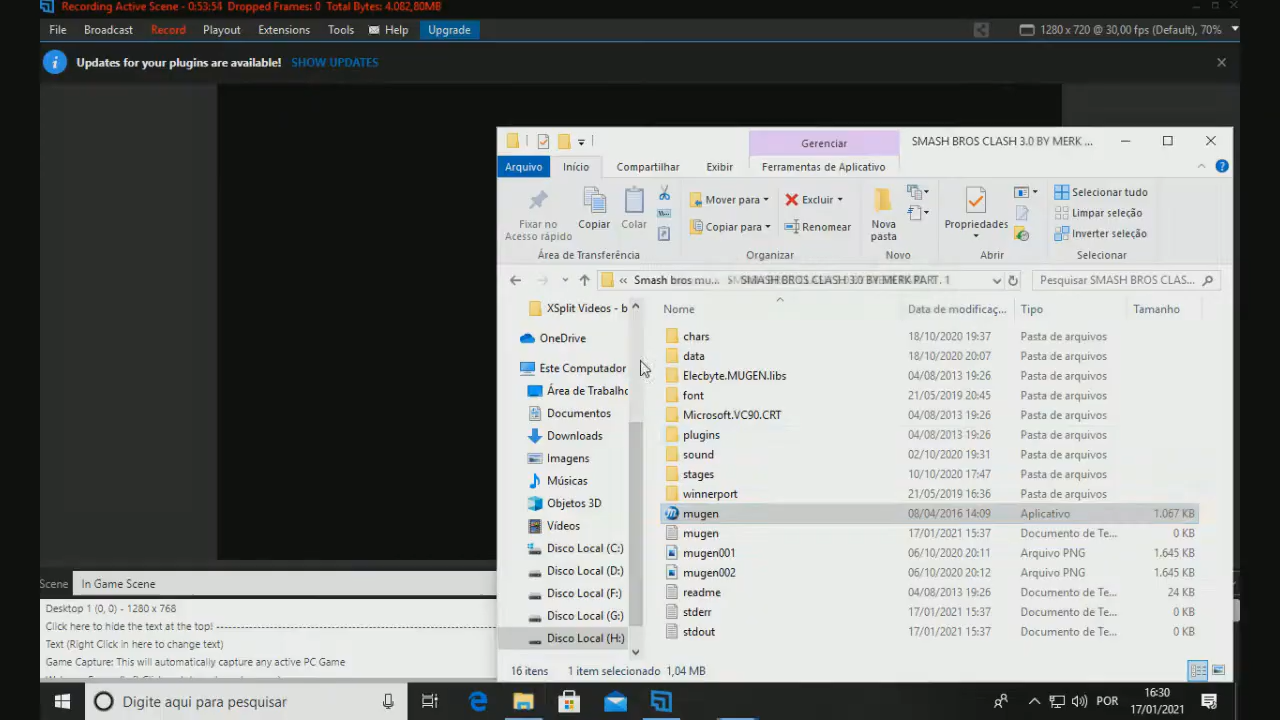 Recording Active Scene - 0:53:54 Dropped Frames: 0 Total Bytes: 4.082,80MB
File Broadcast Record Playout Extensions Tools Help Upgrade 1280 x 720 @ 30,00 fps (Default), 70%
Updates for your plugins are available! SHOW UPDATES
Gerenciar SMASH BROS CLASH 3.0 BY MERK ...
Arquivo Início Compartilhar Exibir Ferramentas de Aplicativo
Fixar no Acesso rápido
Copiar
Colar
Mover para
Copiar para
Excluir
Renomear
Nova pasta
Propriedades
Selecionar tudo
Limpar seleção
Inverter seleção
Área de Transferência Organizar Novo Abrir Selecionar
« Smash bros mu... SMASH BROS CLASH 3.0 BY MERK PART. 1 Pesquisar SMASH BROS CLAS...
Nome Data de modificaç... Tipo Tamanho
XSplit Videos - b
OneDrive
Este Computador
Área de Trabalho
Documentos
Downloads
Imagens
Músicas
Objetos 3D
Vídeos
Disco Local (C:)
Disco Local (D:)
Disco Local (F:)
Disco Local (G:)
Disco Local (H:)
chars 18/10/2020 19:37 Pasta de arquivos
data 18/10/2020 20:07 Pasta de arquivos
Elecbyte.MUGEN.libs 04/08/2013 19:26 Pasta de arquivos
font 21/05/2019 20:45 Pasta de arquivos
Microsoft.VC90.CRT 04/08/2013 19:26 Pasta de arquivos
plugins 04/08/2013 19:26 Pasta de arquivos
sound 02/10/2020 19:31 Pasta de arquivos
stages 10/10/2020 17:47 Pasta de arquivos
winnerport 21/05/2019 16:36 Pasta de arquivos
mugen 08/04/2016 14:09 Aplicativo 1.067 KB
mugen 17/01/2021 15:37 Documento de Te... 0 KB
mugen001 06/10/2020 20:11 Arquivo PNG 1.645 KB
mugen002 06/10/2020 20:12 Arquivo PNG 1.645 KB
readme 04/08/2013 19:26 Documento de Te... 24 KB
stderr 17/01/2021 15:37 Documento de Te... 0 KB
stdout 17/01/2021 15:37 Documento de Te... 0 KB
16 itens 1 item selecionado 1,04 MB
Scene In Game Scene
Desktop 1 (0, 0) - 1280 x 768
Click here to hide the text at the top! ----------
Text (Right Click in here to change text)
Game Capture: This will automatically capture any active PC Game
Digite aqui para pesquisar
POR
16:30
17/01/2021